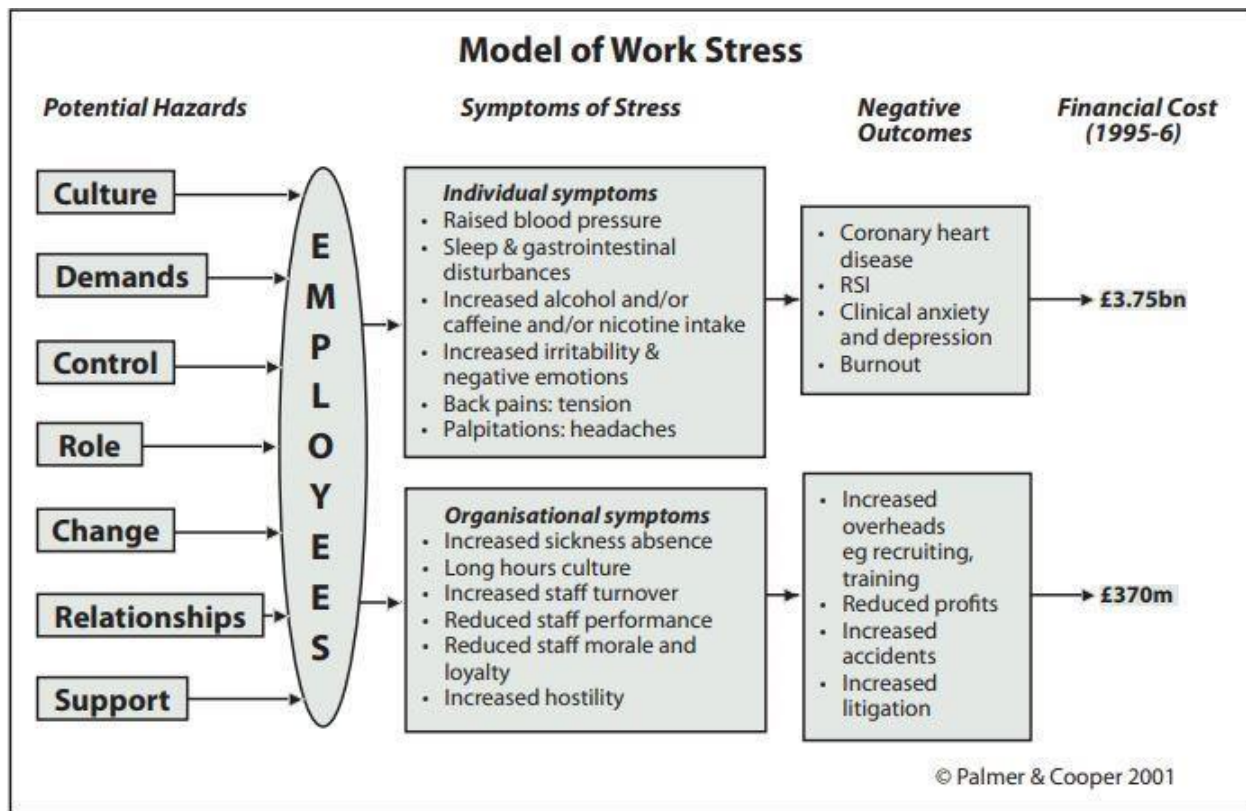 Model of Work Stress
Potential Hazards
Symptoms of Stress
Negative
Outcomes
Financial Cost
(1995-6)
Culture
Demands
Control
Role
Change
Relationships
Support
EMPLOYEES
Individual symptoms
• Raised blood pressure
• Sleep & gastrointestinal
disturbances
• Increased alcohol and/or
caffeine and/or nicotine intake
• Increased irritability &
negative emotions
• Back pains: tension
• Palpitations: headaches
• Coronary heart
disease
• RSI
• Clinical anxiety
and depression
• Burnout
£3.75bn
Organisational symptoms
• Increased sickness absence
• Long hours culture
• Increased staff turnover
• Reduced staff performance
• Reduced staff morale and
loyalty
• Increased hostility
• Increased
overheads
eg recruiting,
training
• Reduced profits
• Increased
accidents
• Increased
litigation
£370m
© Palmer & Cooper 2001